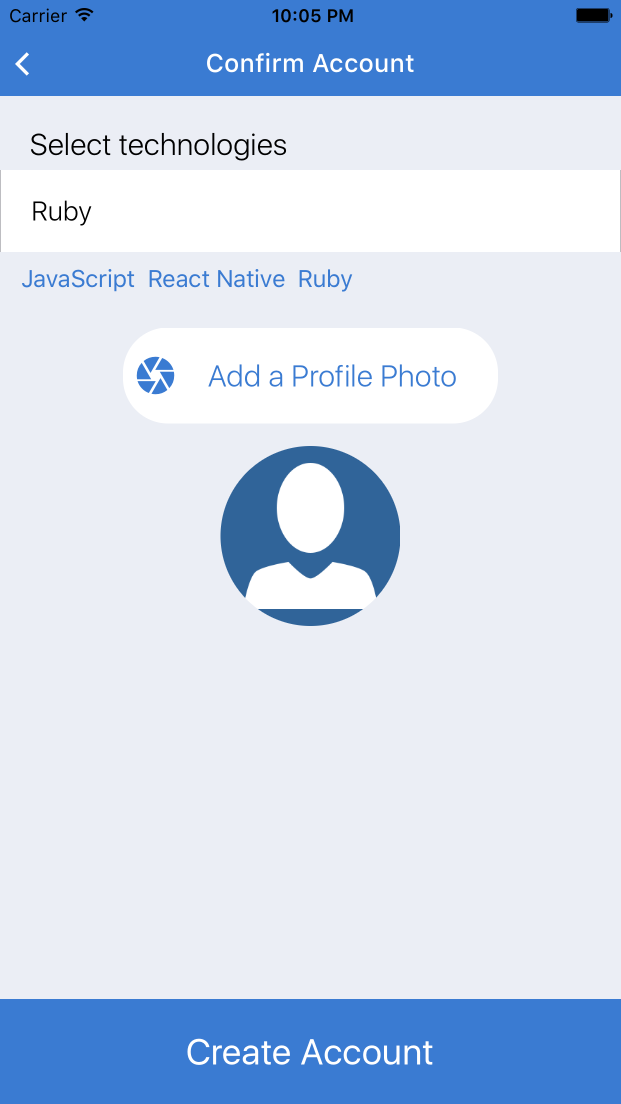 Carrier 10:05 PM
Confirm Account
Select technologies
Ruby
JavaScript React Native Ruby
Add a Profile Photo
Create Account